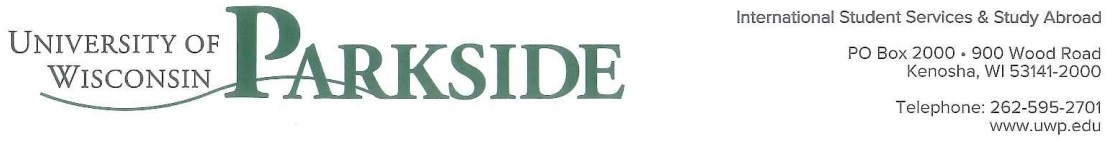 UNIVERSITY OF
WISCONSIN
PARKSIDE
International Student Services & Study Abroad
PO Box 2000 • 900 Wood Road
Kenosha, WI 53141-2000
Telephone: 262-595-2701
www.uwp.edu